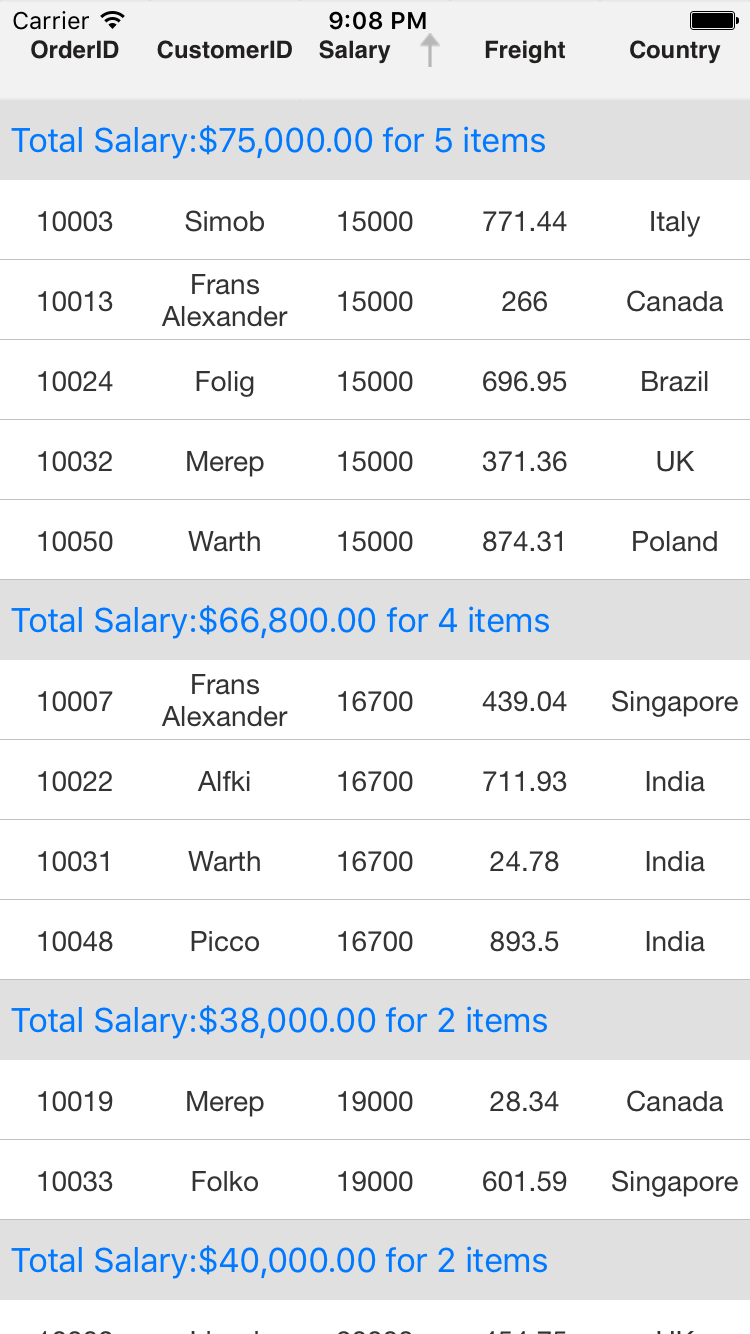 Carrier 9:08 PM
OrderID CustomerID Salary Freight Country
Total Salary:$75,000.00 for 5 items
10003 Simob 15000 771.44 Italy
10013 Frans Alexander 15000 266 Canada
10024 Folig 15000 696.95 Brazil
10032 Merep 15000 371.36 UK
10050 Warth 15000 874.31 Poland
Total Salary:$66,800.00 for 4 items
10007 Frans Alexander 16700 439.04 Singapore
10022 Alfki 16700 711.93 India
10031 Warth 16700 24.78 India
10048 Picco 16700 893.5 India
Total Salary:$38,000.00 for 2 items
10019 Merep 19000 28.34 Canada
10033 Folko 19000 601.59 Singapore
Total Salary:$40,000.00 for 2 items